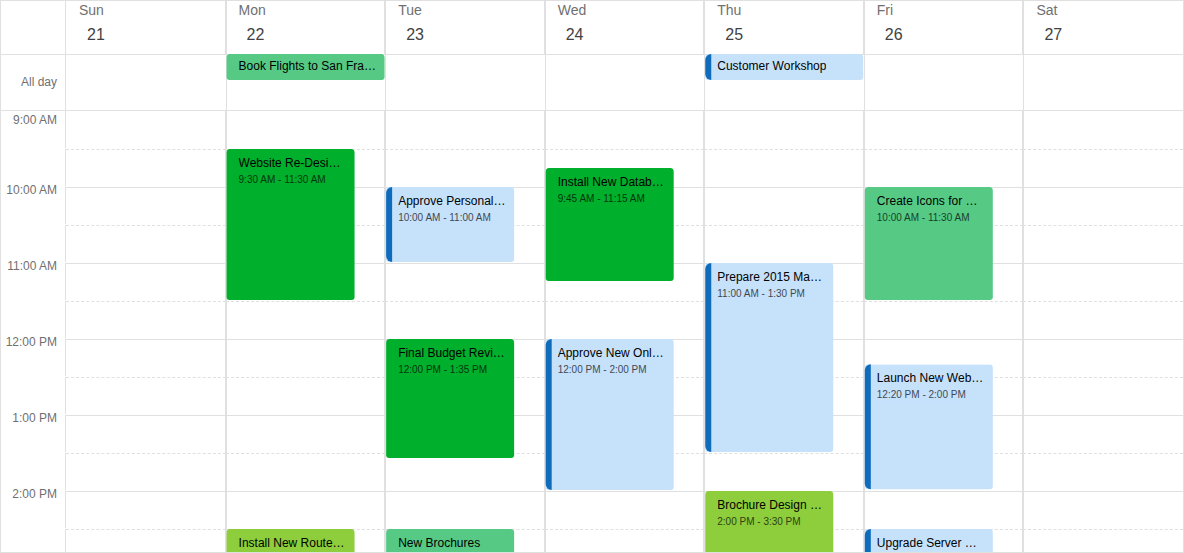 Sun
Mon
Tue
Wed
Thu
Fri
Sat
21
22
23
24
25
26
27
All day
Book Flights to San Fra…
Customer Workshop
9:00 AM
10:00 AM
11:00 AM
12:00 PM
1:00 PM
2:00 PM
Website Re-Desi…
9:30 AM - 11:30 AM
Install New Route…
Approve Personal…
10:00 AM - 11:00 AM
Final Budget Revi…
12:00 PM - 1:35 PM
New Brochures
Install New Datab…
9:45 AM - 11:15 AM
Approve New Onl…
12:00 PM - 2:00 PM
Prepare 2015 Ma…
11:00 AM - 1:30 PM
Brochure Design …
2:00 PM - 3:30 PM
Create Icons for …
10:00 AM - 11:30 AM
Launch New Web…
12:20 PM - 2:00 PM
Upgrade Server …